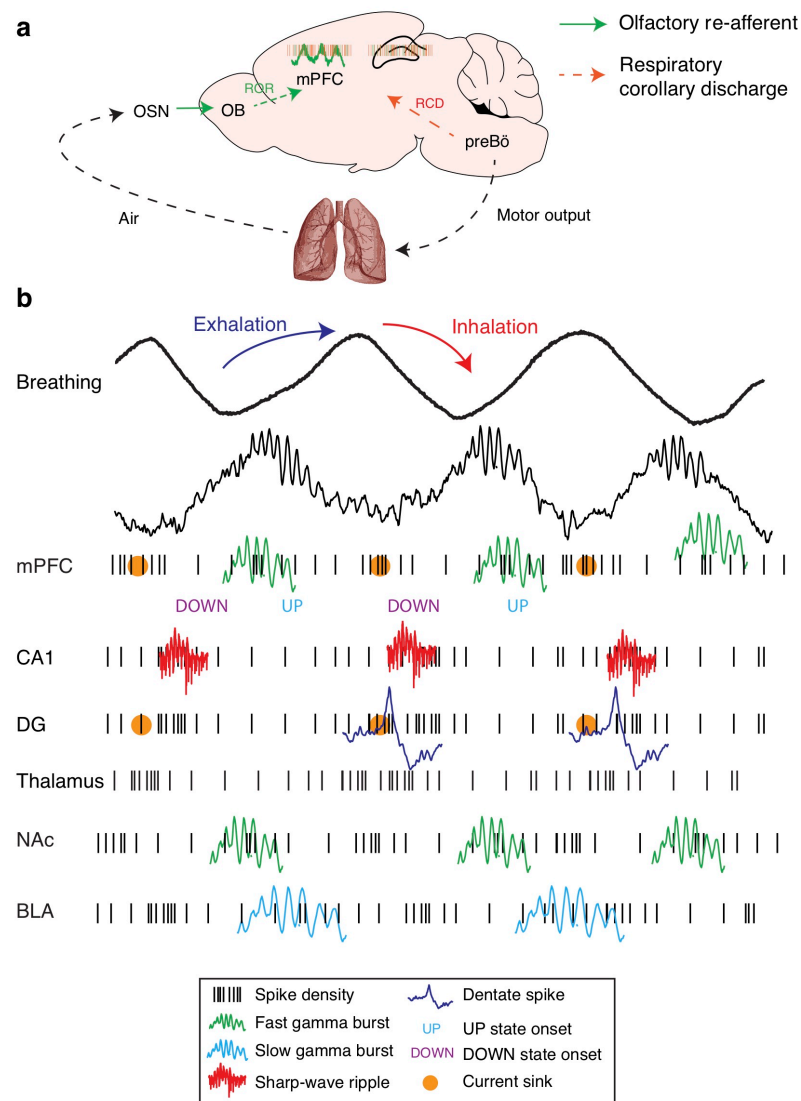 a
Olfactory re-afferent
Respiratory
corollary discharge
mPFC
ROR
RCD
OSN
OB
preBö
Air
Motor output
b
Exhalation
Inhalation
Breathing
mPFC
DOWN UP DOWN UP
CA1
DG
Thalamus
NAc
BLA
Spike density
Fast gamma burst
Slow gamma burst
Sharp-wave ripple
Dentate spike
UP UP state onset
DOWN DOWN state onset
Current sink